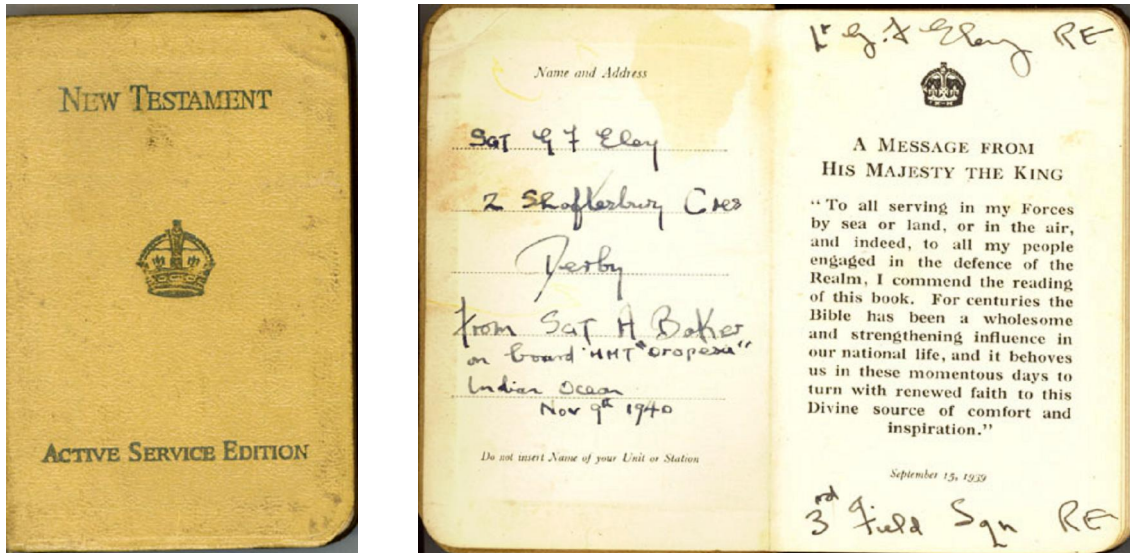 NEW TESTAMENT
ACTIVE SERVICE EDITION
Name and Address
Sgt G F Eley
2 Shaftesbury Cres
Derby
from Sgt A Baker
on board HMT "Oropesa"
Indian Ocean
Nov 9th 1940
Do not insert Name of your Unit or Station
Lt G. F Eley RE
A MESSAGE FROM
HIS MAJESTY THE KING
“To all serving in my Forces
by sea or land, or in the air,
and indeed, to all my people
engaged in the defence of the
Realm, I commend the reading
of this book. For centuries the
Bible has been a wholesome
and strengthening influence in
our national life, and it behoves
us in these momentous days to
turn with renewed faith to this
Divine source of comfort and
inspiration.”
September 15, 1939
3rd Field Sqn RE